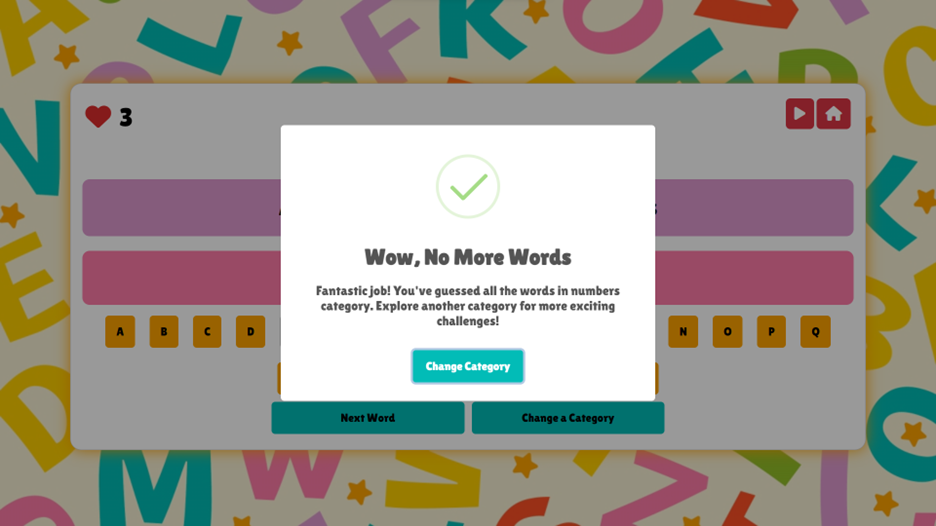 3
Wow, No More Words
Fantastic job! You've guessed all the words in numbers
category. Explore another category for more exciting
challenges!
A B C D N O P Q
Change Category
Next Word Change a Category